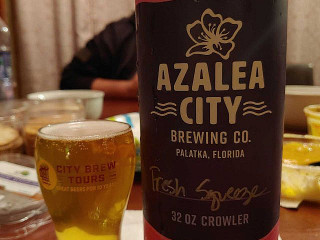 AZALEA
CITY
BREWING CO.
PALATKA, FLORIDA
Fresh Squeeze
32 OZ CROWLER
CITY BREW
TOURS